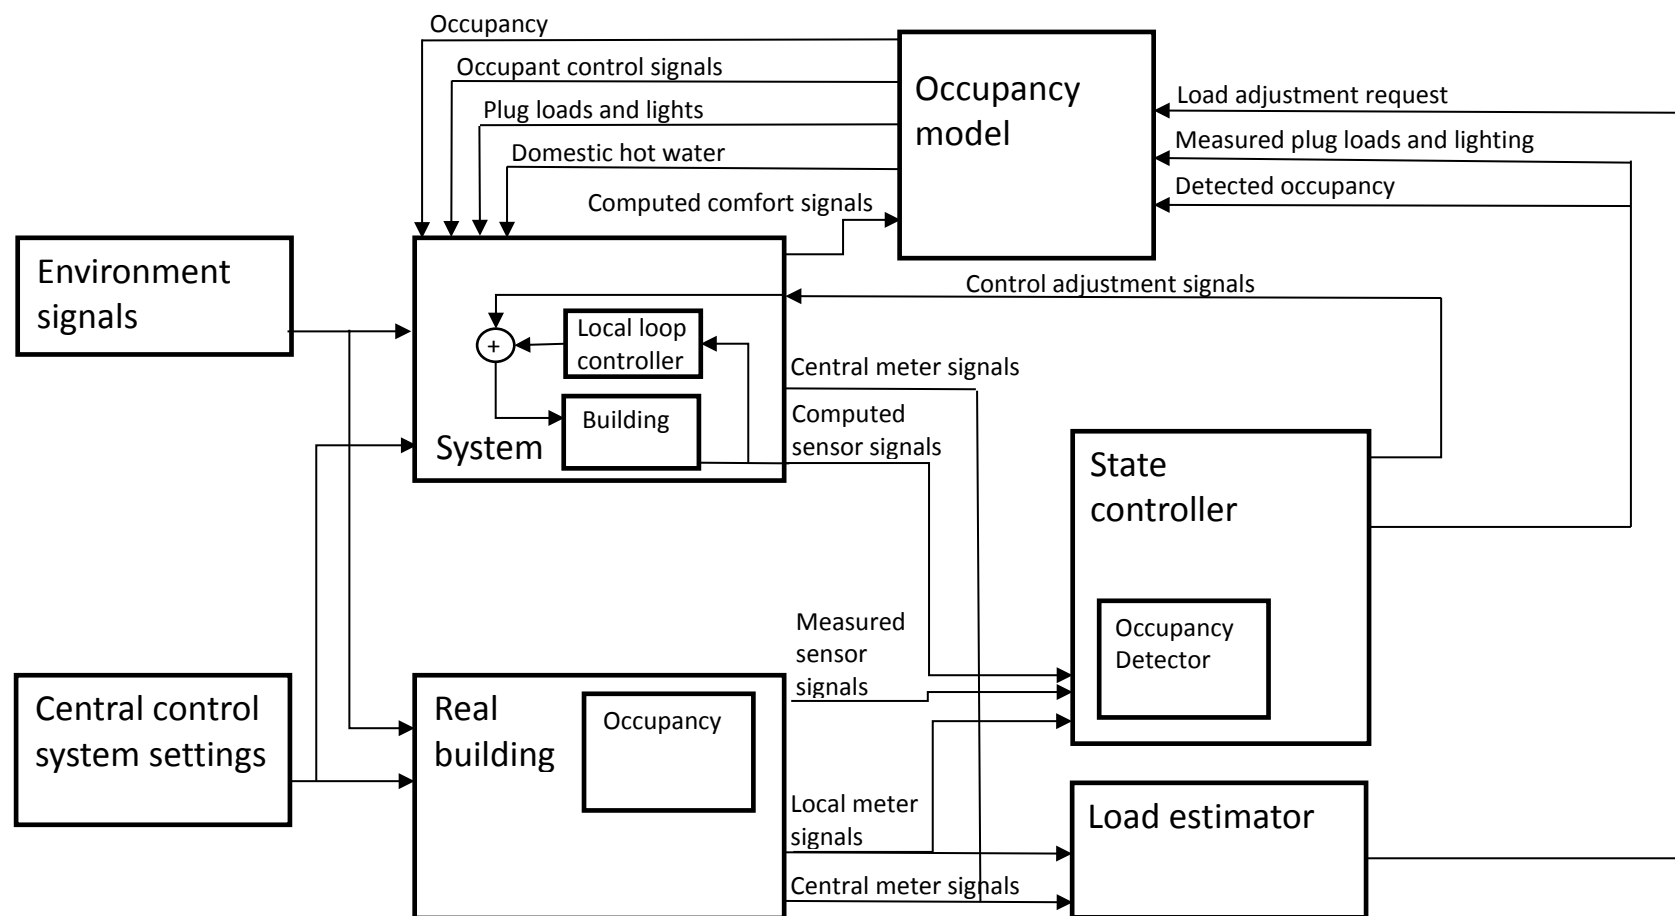 Occupancy
Occupant control signals
Plug loads and lights
Domestic hot water
Computed comfort signals
Occupancy
model
Load adjustment request
Measured plug loads and lighting
Detected occupancy
Environment
signals
Control adjustment signals
Local loop
controller
+
Building
System
Central meter signals
Computed
sensor signals
State
controller
Occupancy
Detector
Measured
sensor
signals
Central control
system settings
Real
building
Occupancy
Local meter
signals
Central meter signals
Load estimator